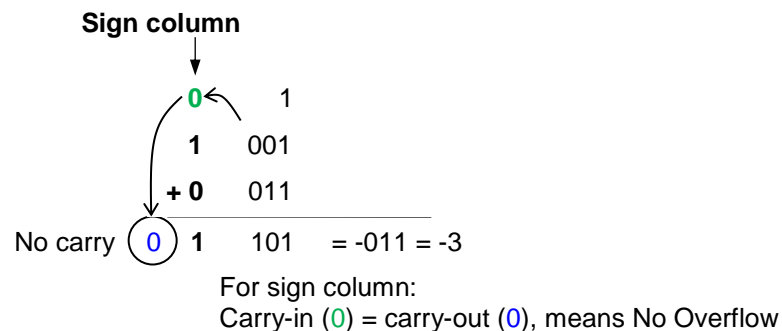 Sign column
0 1
1 001
+ 0 011
No carry 0 1 101 = -011 = -3
For sign column:
Carry-in (0) = carry-out (0), means No Overflow